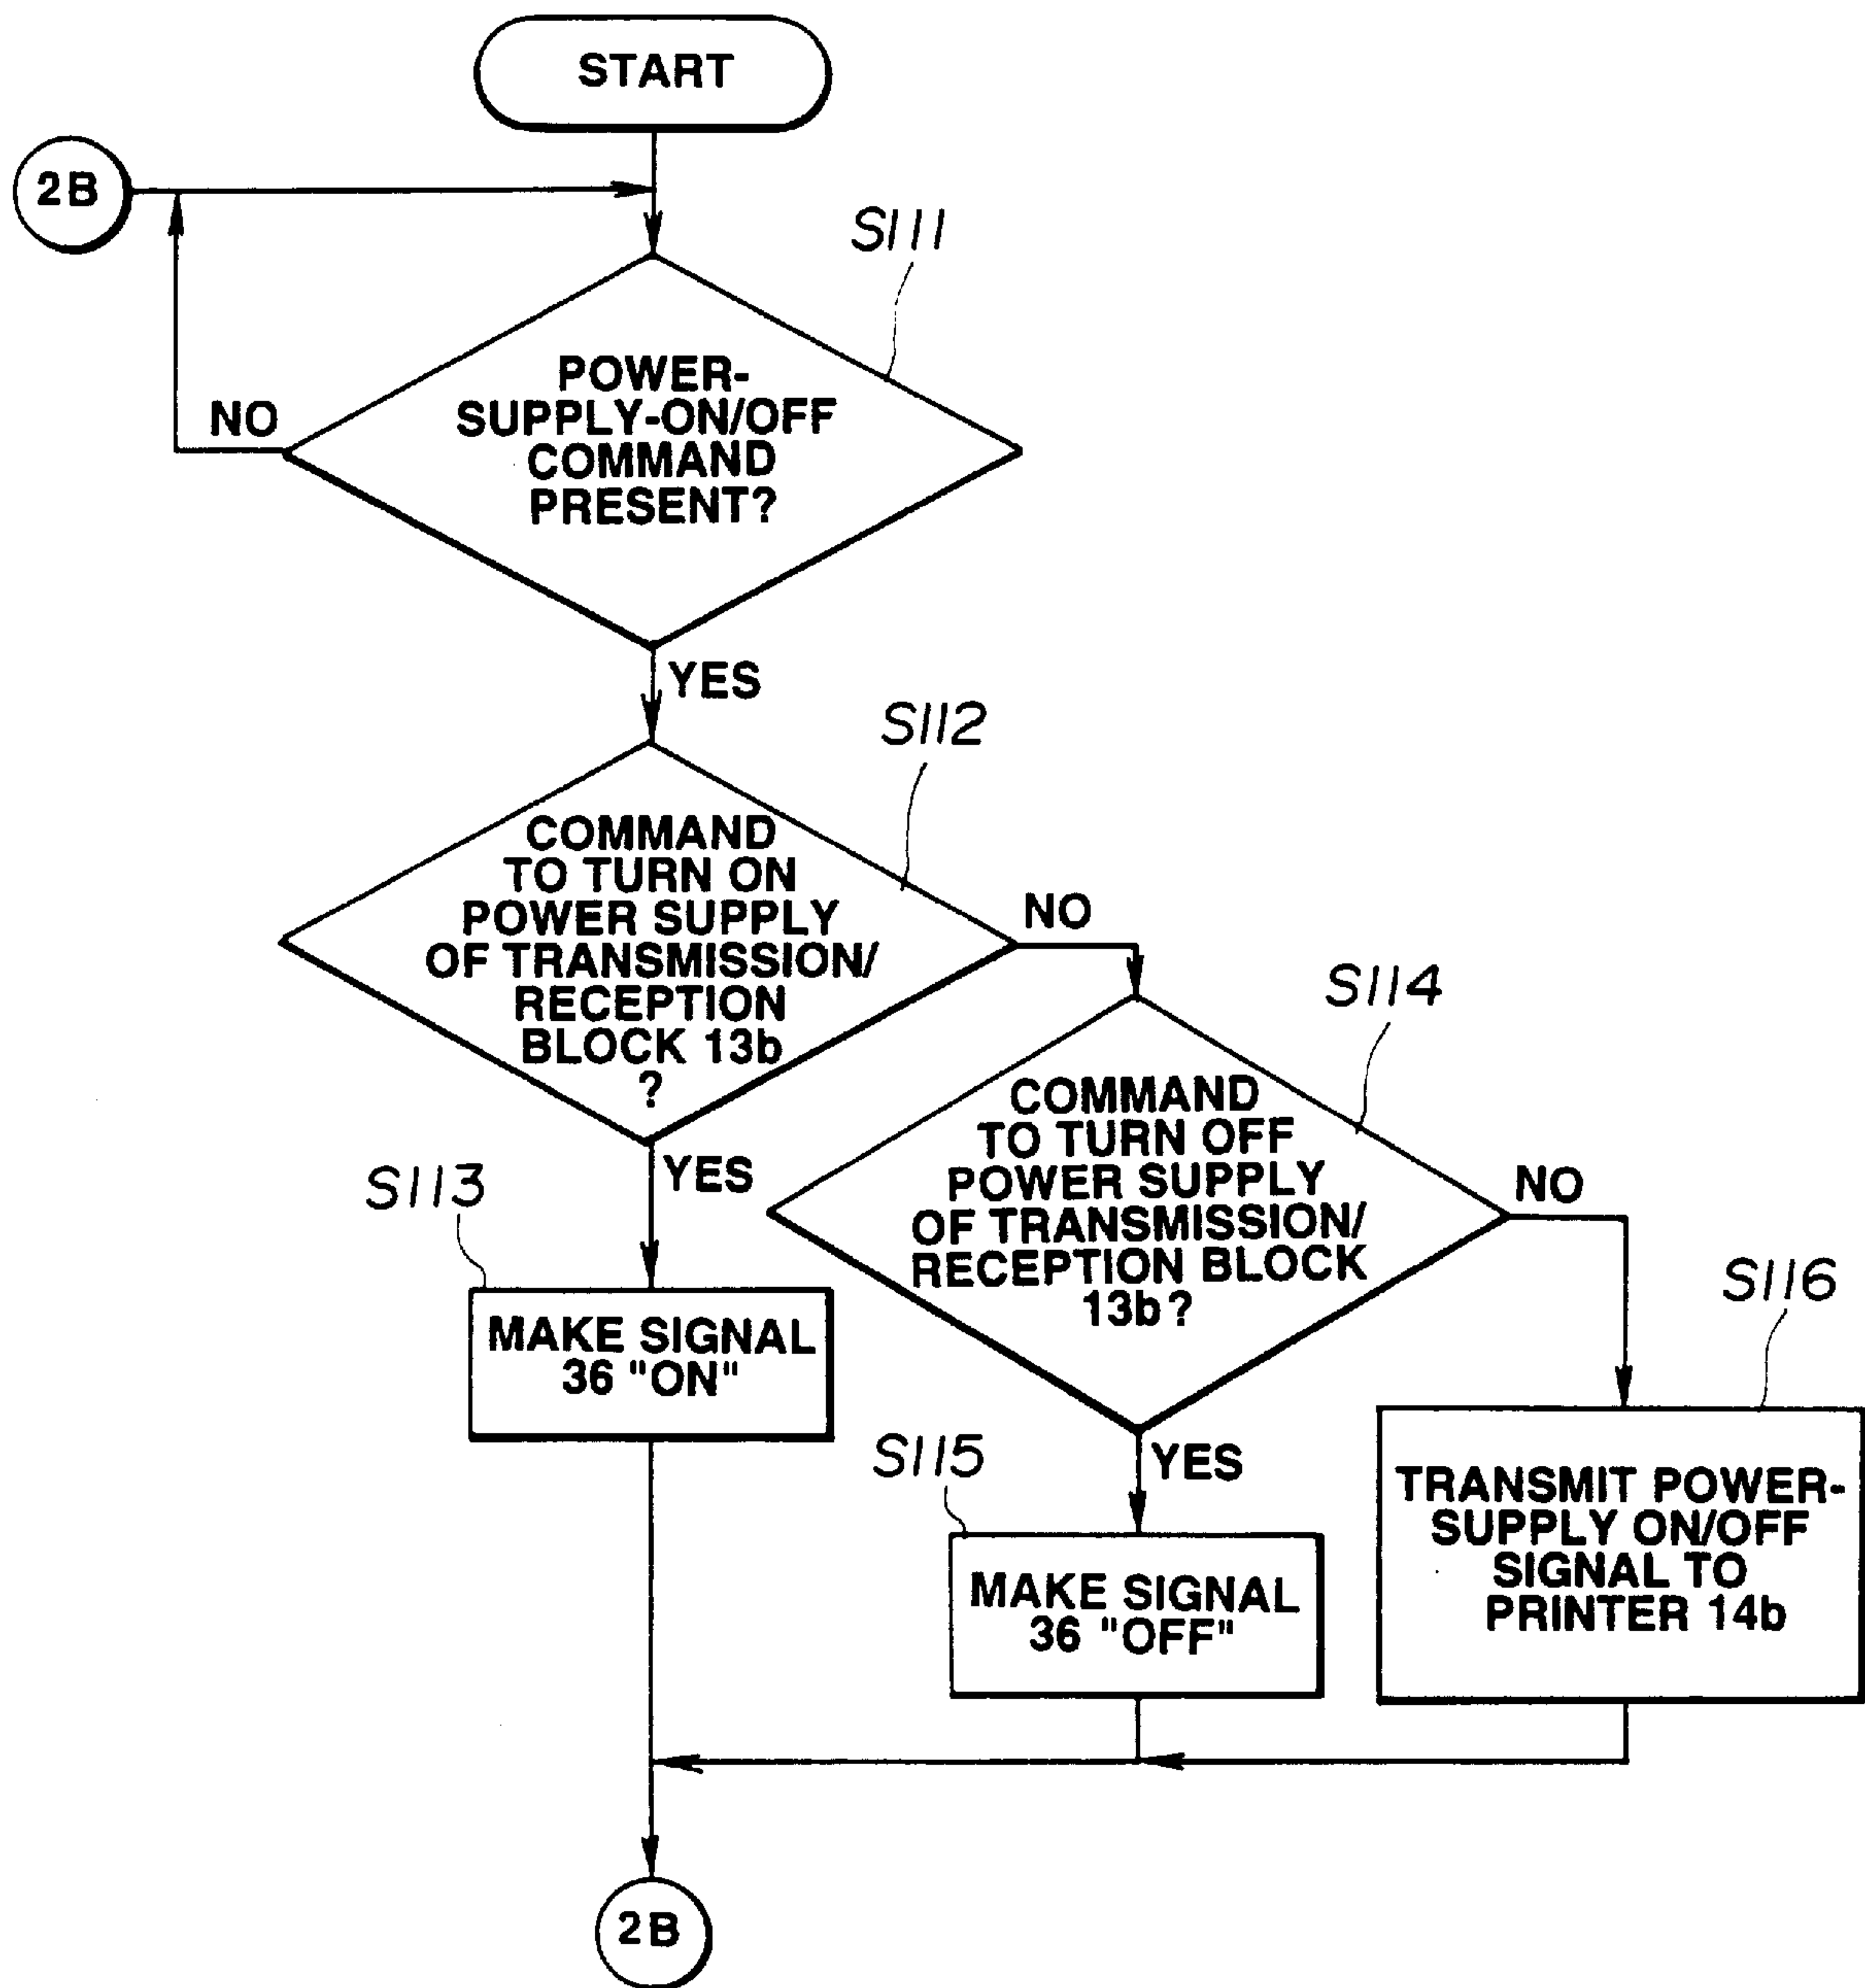 START
2B
S111
POWER-
SUPPLY-ON/OFF
COMMAND
PRESENT?
NO
YES
S112
COMMAND
TO TURN ON
POWER SUPPLY
OF TRANSMISSION/
RECEPTION
BLOCK 13b
?
NO
YES
S114
COMMAND
TO TURN OFF
POWER SUPPLY
OF TRANSMISSION/
RECEPTION BLOCK
13b?
NO
YES
S113
MAKE SIGNAL
36 "ON"
S115
MAKE SIGNAL
36 "OFF"
S116
TRANSMIT POWER-
SUPPLY ON/OFF
SIGNAL TO
PRINTER 14b
2B